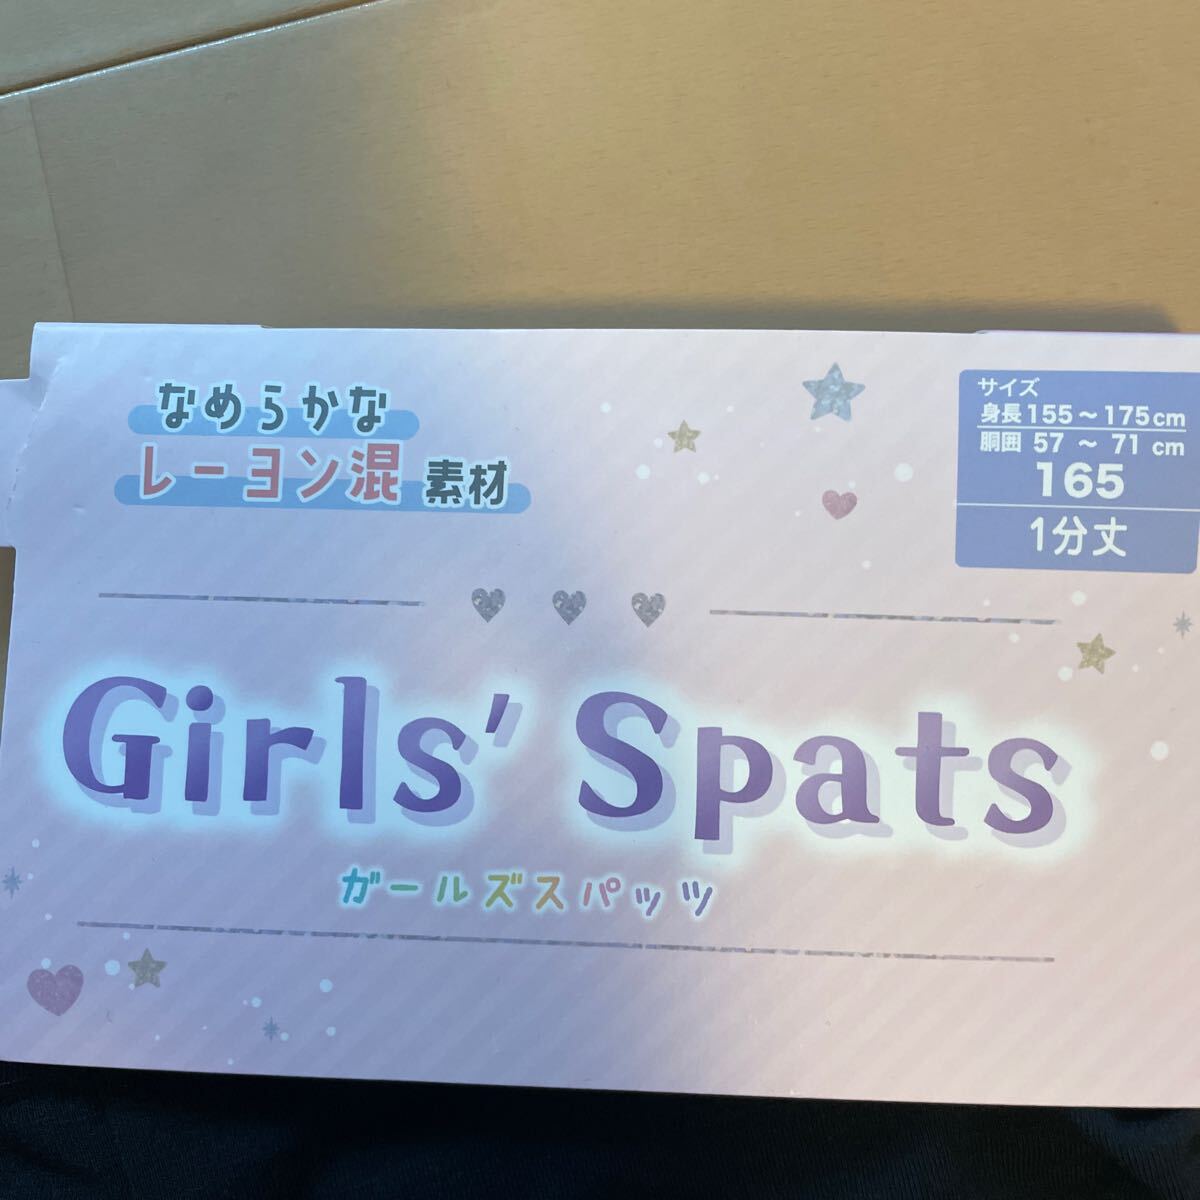 なめらかな
レーヨン混 素材
サイズ
身長 155～175cm
胴囲 57 ～ 71 cm
165
1分丈
Girls' Spats
ガールズスパッツ